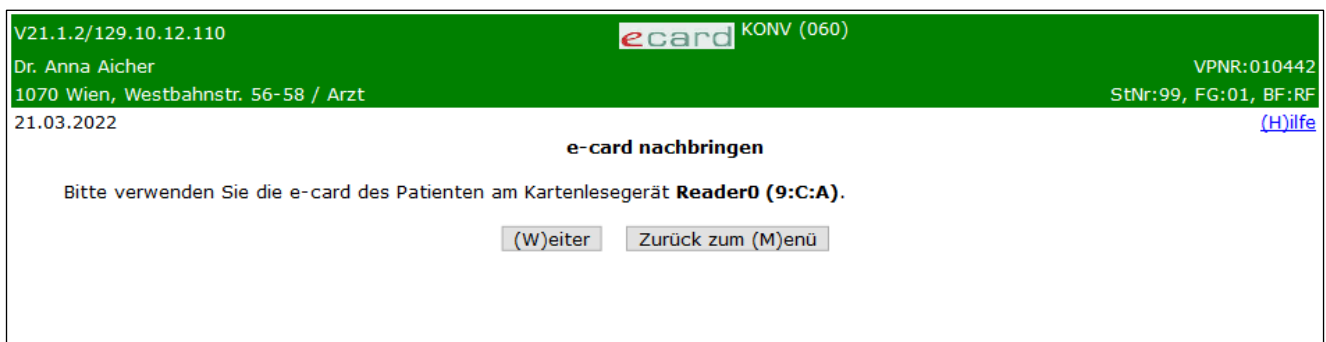 V21.1.2/129.10.12.110 ecard KONV (060)
Dr. Anna Aicher VPNR:010442
1070 Wien, Westbahnstr. 56-58 / Arzt StNr:99, FG:01, BF:RF
21.03.2022 (H)ilfe
e-card nachbringen
Bitte verwenden Sie die e-card des Patienten am Kartenlesegerät Reader0 (9:C:A).
(W)eiter Zurück zum (M)enü